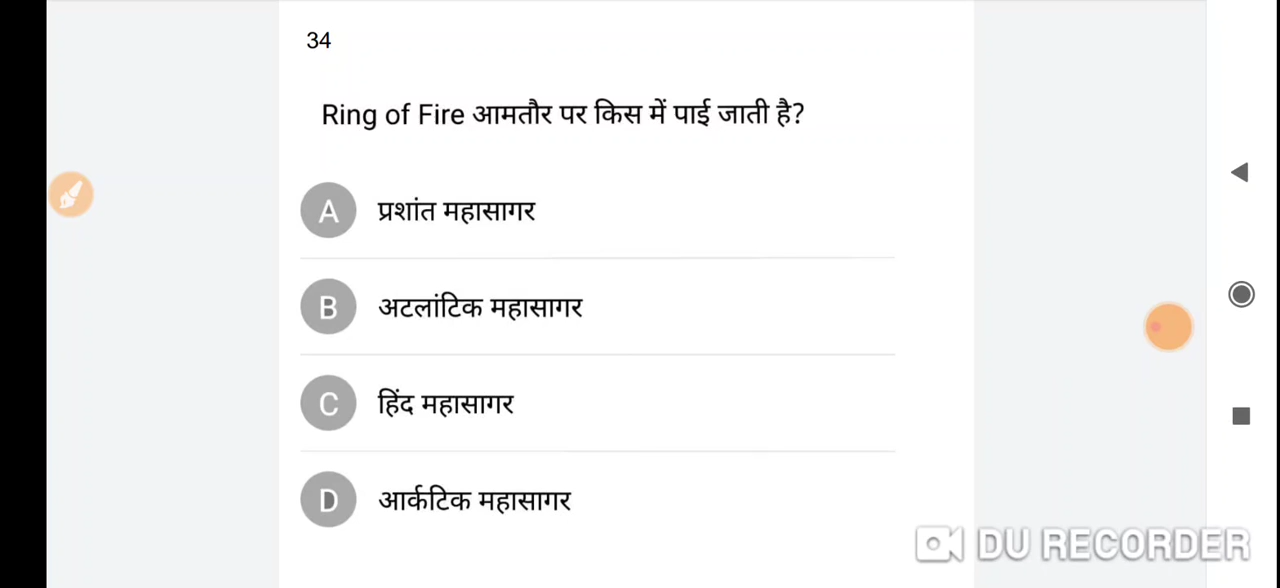 34
Ring of Fire आमतौर पर किस में पाई जाती है?
A प्रशांत महासागर
B अटलांटिक महासागर
C हिंद महासागर
D आर्कटिक महासागर
DU RECORDER